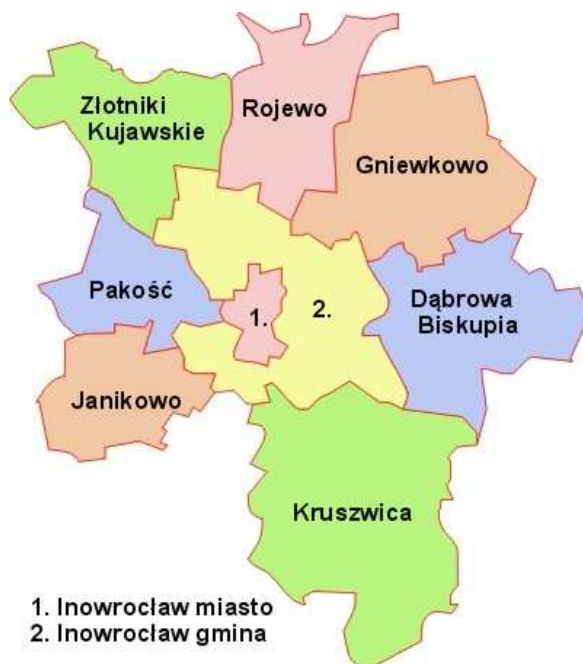 Złotniki
Kujawskie
Rojewo
Gniewkowo
Pakość
1.
2.
Dąbrowa
Biskupia
Janikowo
Kruszwica
1. Inowrocław miasto
2. Inowrocław gmina